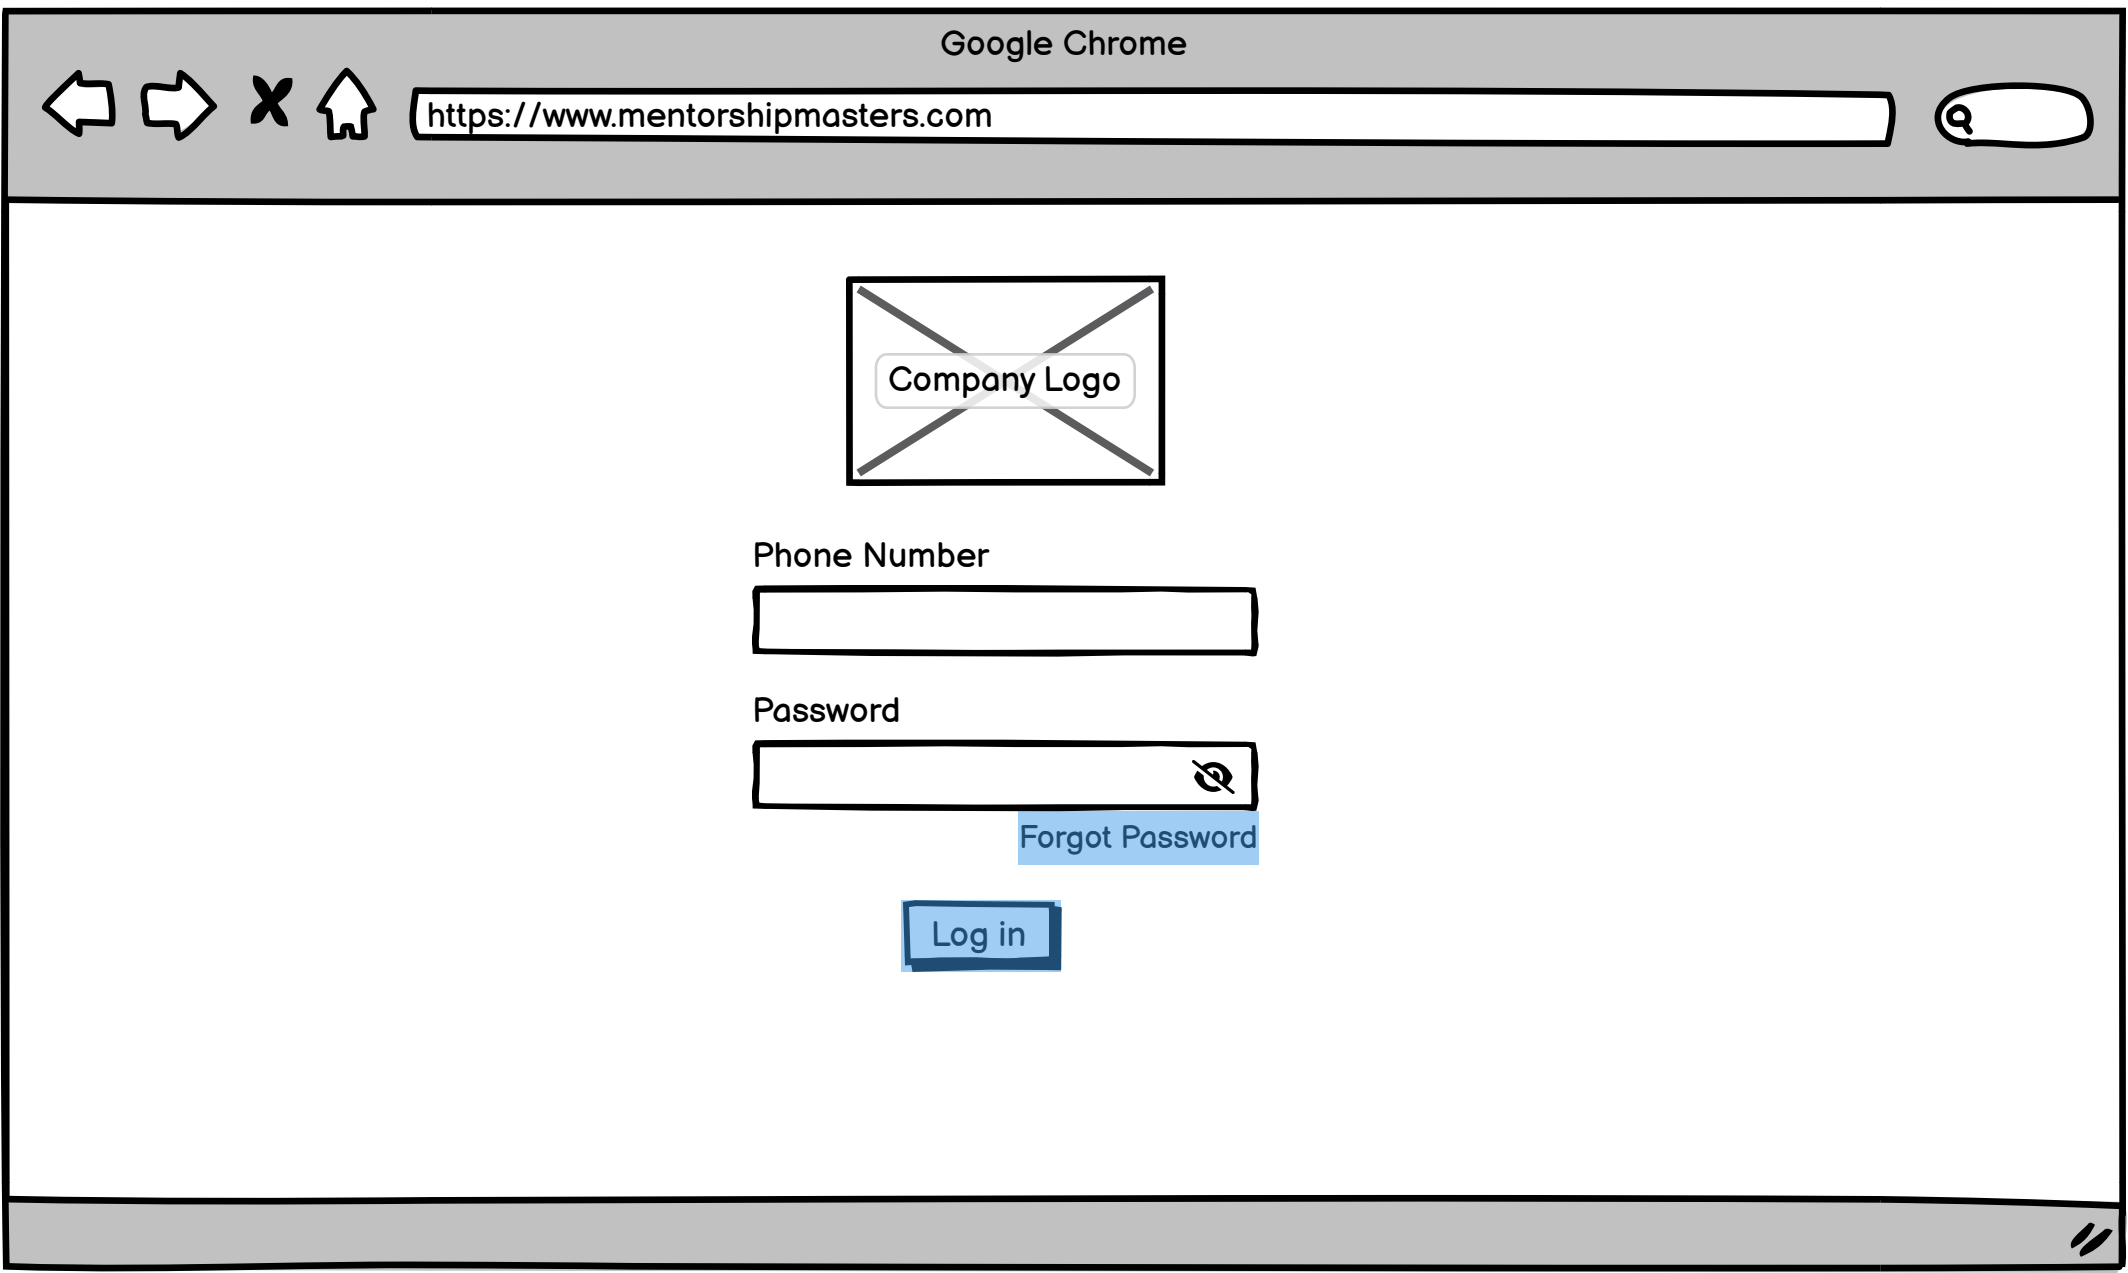 Google Chrome
https://www.mentorshipmasters.com
Company Logo
Phone Number
Password
Forgot Password
Log in